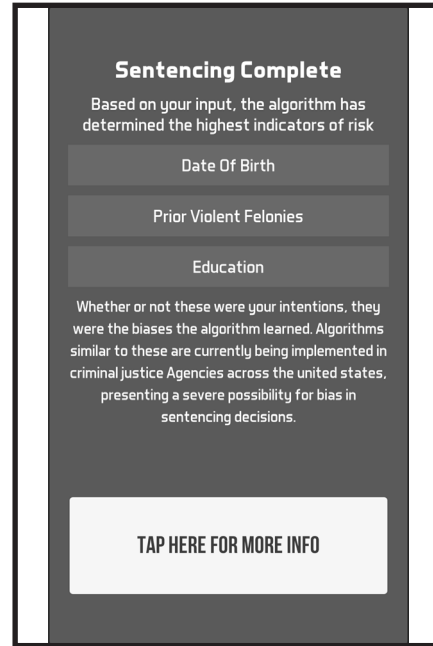 Sentencing Complete
Based on your input, the algorithm has
determined the highest indicators of risk
Date Of Birth
Prior Violent Felonies
Education
Whether or not these were your intentions, they
were the biases the algorithm learned. Algorithms
similar to these are currently being implemented in
criminal justice Agencies across the united states,
presenting a severe possibility for bias in
sentencing decisions.
TAP HERE FOR MORE INFO